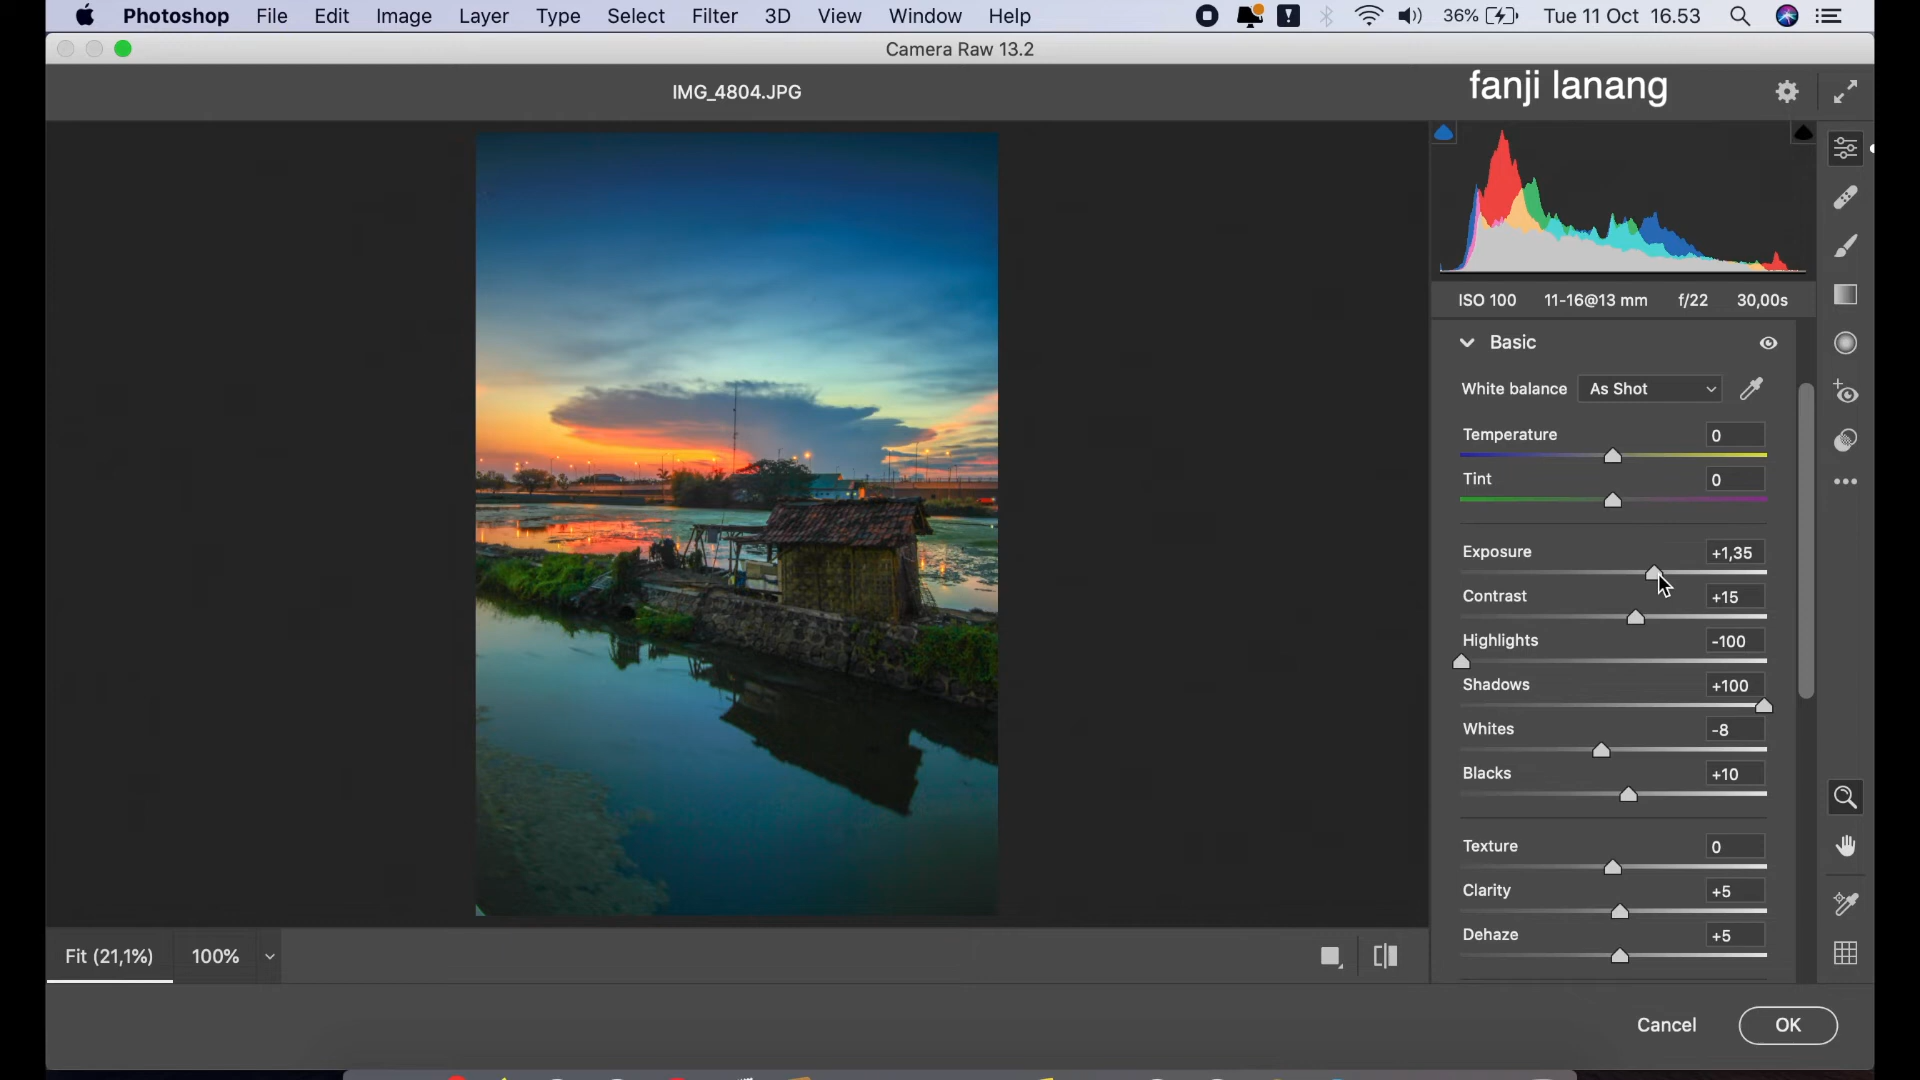 Photoshop File Edit Image Layer Type Select Filter 3D View Window Help 36% Tue 11 Oct 16.53
Camera Raw 13.2
IMG_4804.JPG
fanji lanang
ISO 100 11-16@13 mm f/22 30,00s
Basic
White balance As Shot
Temperature 0
Tint 0
Exposure +1,35
Contrast +15
Highlights -100
Shadows +100
Whites -8
Blacks +10
Texture 0
Clarity +5
Dehaze +5
Fit (21,1%) 100%
Cancel OK